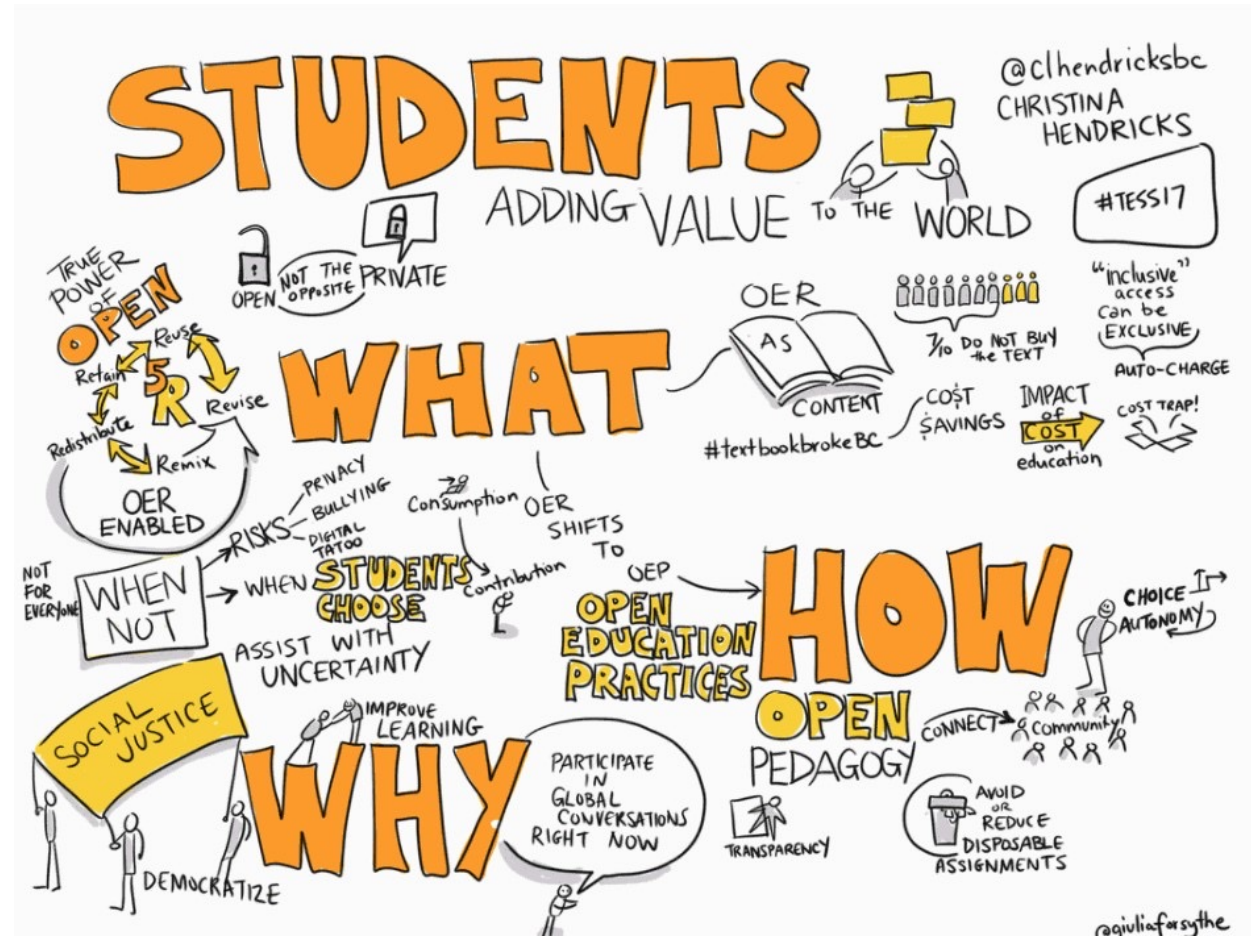 STUDENTS
ADDING VALUE TO THE WORLD
@clhendricksbc
CHRISTINA
HENDRICKS
#TESS17
TRUE
POWER
OF
OPEN
5R
Reuse
Revise
Remix
Redistribute
Retain
OER
ENABLED
OPEN NOT THE OPPOSITE PRIVATE
WHAT
OER
AS
CONTENT
7/10 DO NOT BUY
the TEXT
"inclusive"
access
can be
EXCLUSIVE
AUTO-CHARGE
#textbookbrokeBC
CO$T
$AVINGS
IMPACT
of
COST
on
education
COST TRAP!
NOT
FOR
EVERYONE
WHEN
NOT
RISKS
PRIVACY
BULLYING
DIGITAL
TATOO
WHEN STUDENTS
CHOOSE
ASSIST WITH
UNCERTAINTY
Consumption
Contribution
OER
SHIFTS
TO
OEP
OPEN
EDUCATION
PRACTICES
HOW
CHOICE
AUTONOMY
OPEN
PEDAGOGY
CONNECT
Community
TRANSPARENCY
AVOID
OR
REDUCE
DISPOSABLE
ASSIGNMENTS
SOCIAL
JUSTICE
DEMOCRATIZE
WHY
IMPROVE
LEARNING
PARTICIPATE
IN
GLOBAL
CONVERSATIONS
RIGHT NOW
@giuliaforsythe